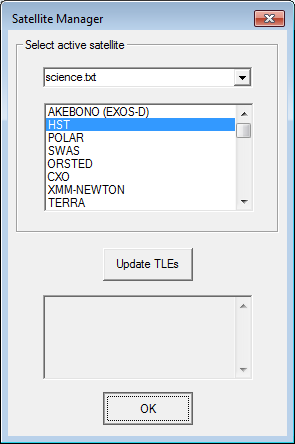 Satellite Manager
Select active satellite
science.txt
AKEBONO (EXOS-D)
HST
POLAR
SWAS
ORSTED
CXO
XMM-NEWTON
TERRA
Update TLEs
OK